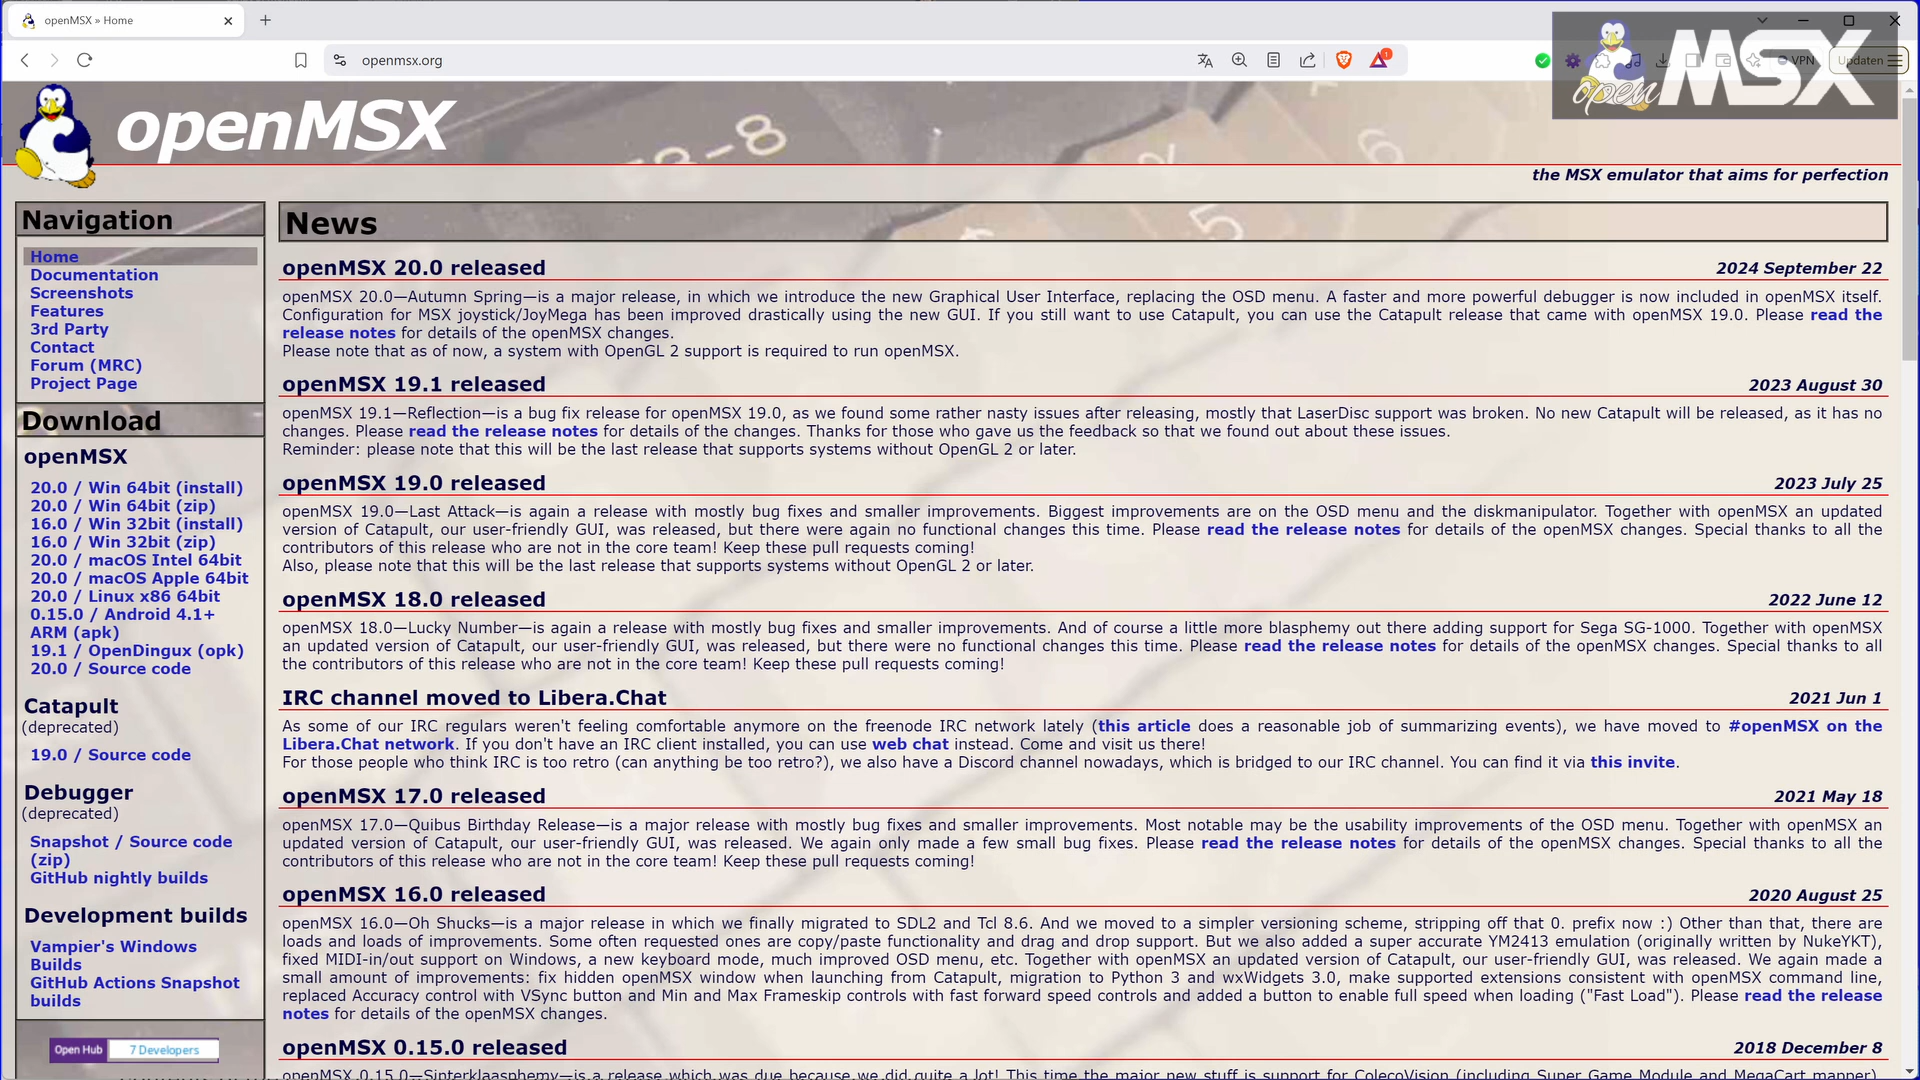 openMSX » Home
openmsx.org
1
VPN
Updaten
openMSX
openMSX
the MSX emulator that aims for perfection
Navigation
Home
Documentation
Screenshots
Features
3rd Party
Contact
Forum (MRC)
Project Page
Download
openMSX
20.0 / Win 64bit (install)
20.0 / Win 64bit (zip)
16.0 / Win 32bit (install)
16.0 / Win 32bit (zip)
20.0 / macOS Intel 64bit
20.0 / macOS Apple 64bit
20.0 / Linux x86 64bit
0.15.0 / Android 4.1+
ARM (apk)
19.1 / OpenDingux (opk)
20.0 / Source code
Catapult
(deprecated)
19.0 / Source code
Debugger
(deprecated)
Snapshot / Source code
(zip)
GitHub nightly builds
Development builds
Vampier's Windows
Builds
GitHub Actions Snapshot
builds
Open Hub 7 Developers
News
openMSX 20.0 released 2024 September 22
openMSX 20.0—Autumn Spring—is a major release, in which we introduce the new Graphical User Interface, replacing the OSD menu. A faster and more powerful debugger is now included in openMSX itself.
Configuration for MSX joystick/JoyMega has been improved drastically using the new GUI. If you still want to use Catapult, you can use the Catapult release that came with openMSX 19.0. Please read the
release notes for details of the openMSX changes.
Please note that as of now, a system with OpenGL 2 support is required to run openMSX.
openMSX 19.1 released 2023 August 30
openMSX 19.1—Reflection—is a bug fix release for openMSX 19.0, as we found some rather nasty issues after releasing, mostly that LaserDisc support was broken. No new Catapult will be released, as it has no
changes. Please read the release notes for details of the changes. Thanks for those who gave us the feedback so that we found out about these issues.
Reminder: please note that this will be the last release that supports systems without OpenGL 2 or later.
openMSX 19.0 released 2023 July 25
openMSX 19.0—Last Attack—is again a release with mostly bug fixes and smaller improvements. Biggest improvements are on the OSD menu and the diskmanipulator. Together with openMSX an updated
version of Catapult, our user-friendly GUI, was released, but there were again no functional changes this time. Please read the release notes for details of the openMSX changes. Special thanks to all the
contributors of this release who are not in the core team! Keep these pull requests coming!
Also, please note that this will be the last release that supports systems without OpenGL 2 or later.
openMSX 18.0 released 2022 June 12
openMSX 18.0—Lucky Number—is again a release with mostly bug fixes and smaller improvements. And of course a little more blasphemy out there adding support for Sega SG-1000. Together with openMSX
an updated version of Catapult, our user-friendly GUI, was released, but there were no functional changes this time. Please read the release notes for details of the openMSX changes. Special thanks to all
the contributors of this release who are not in the core team! Keep these pull requests coming!
IRC channel moved to Libera.Chat 2021 Jun 1
As some of our IRC regulars weren't feeling comfortable anymore on the freenode IRC network lately (this article does a reasonable job of summarizing events), we have moved to #openMSX on the
Libera.Chat network. If you don't have an IRC client installed, you can use web chat instead. Come and visit us there!
For those people who think IRC is too retro (can anything be too retro?), we also have a Discord channel nowadays, which is bridged to our IRC channel. You can find it via this invite.
openMSX 17.0 released 2021 May 18
openMSX 17.0—Quibus Birthday Release—is a major release with mostly bug fixes and smaller improvements. Most notable may be the usability improvements of the OSD menu. Together with openMSX an
updated version of Catapult, our user-friendly GUI, was released. We again only made a few small bug fixes. Please read the release notes for details of the openMSX changes. Special thanks to all the
contributors of this release who are not in the core team! Keep these pull requests coming!
openMSX 16.0 released 2020 August 25
openMSX 16.0—Oh Shucks—is a major release in which we finally migrated to SDL2 and Tcl 8.6. And we moved to a simpler versioning scheme, stripping off that 0. prefix now :) Other than that, there are
loads and loads of improvements. Some often requested ones are copy/paste functionality and drag and drop support. But we also added a super accurate YM2413 emulation (originally written by NukeYKT),
fixed MIDI-in/out support on Windows, a new keyboard mode, much improved OSD menu, etc. Together with openMSX an updated version of Catapult, our user-friendly GUI, was released. We again made a
small amount of improvements: fix hidden openMSX window when launching from Catapult, migration to Python 3 and wxWidgets 3.0, make supported extensions consistent with openMSX command line,
replaced Accuracy control with VSync button and Min and Max Frameskip controls with fast forward speed controls and added a button to enable full speed when loading ("Fast Load"). Please read the release
notes for details of the openMSX changes.
openMSX 0.15.0 released 2018 December 8
openMSX 0.15.0—Sinterklaasphemy—is a release which was due because we did quite a lot! This time the major new stuff is support for ColecoVision (including Super Game Module and MegaCart mapper),